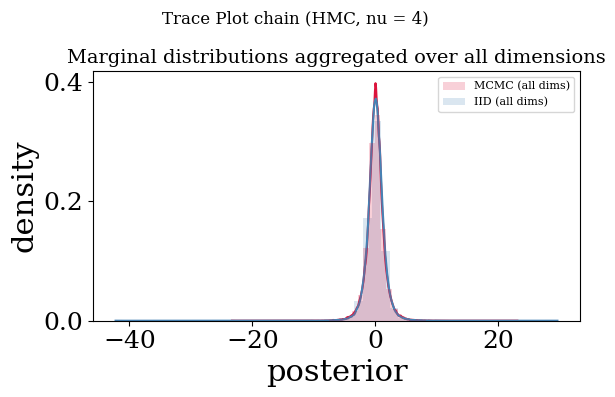 Trace Plot chain (HMC, nu = 4)
Marginal distributions aggregated over all dimensions
MCMC (all dims)
IID (all dims)
density
0.4
0.2
0.0
−40
−20
0
20
posterior